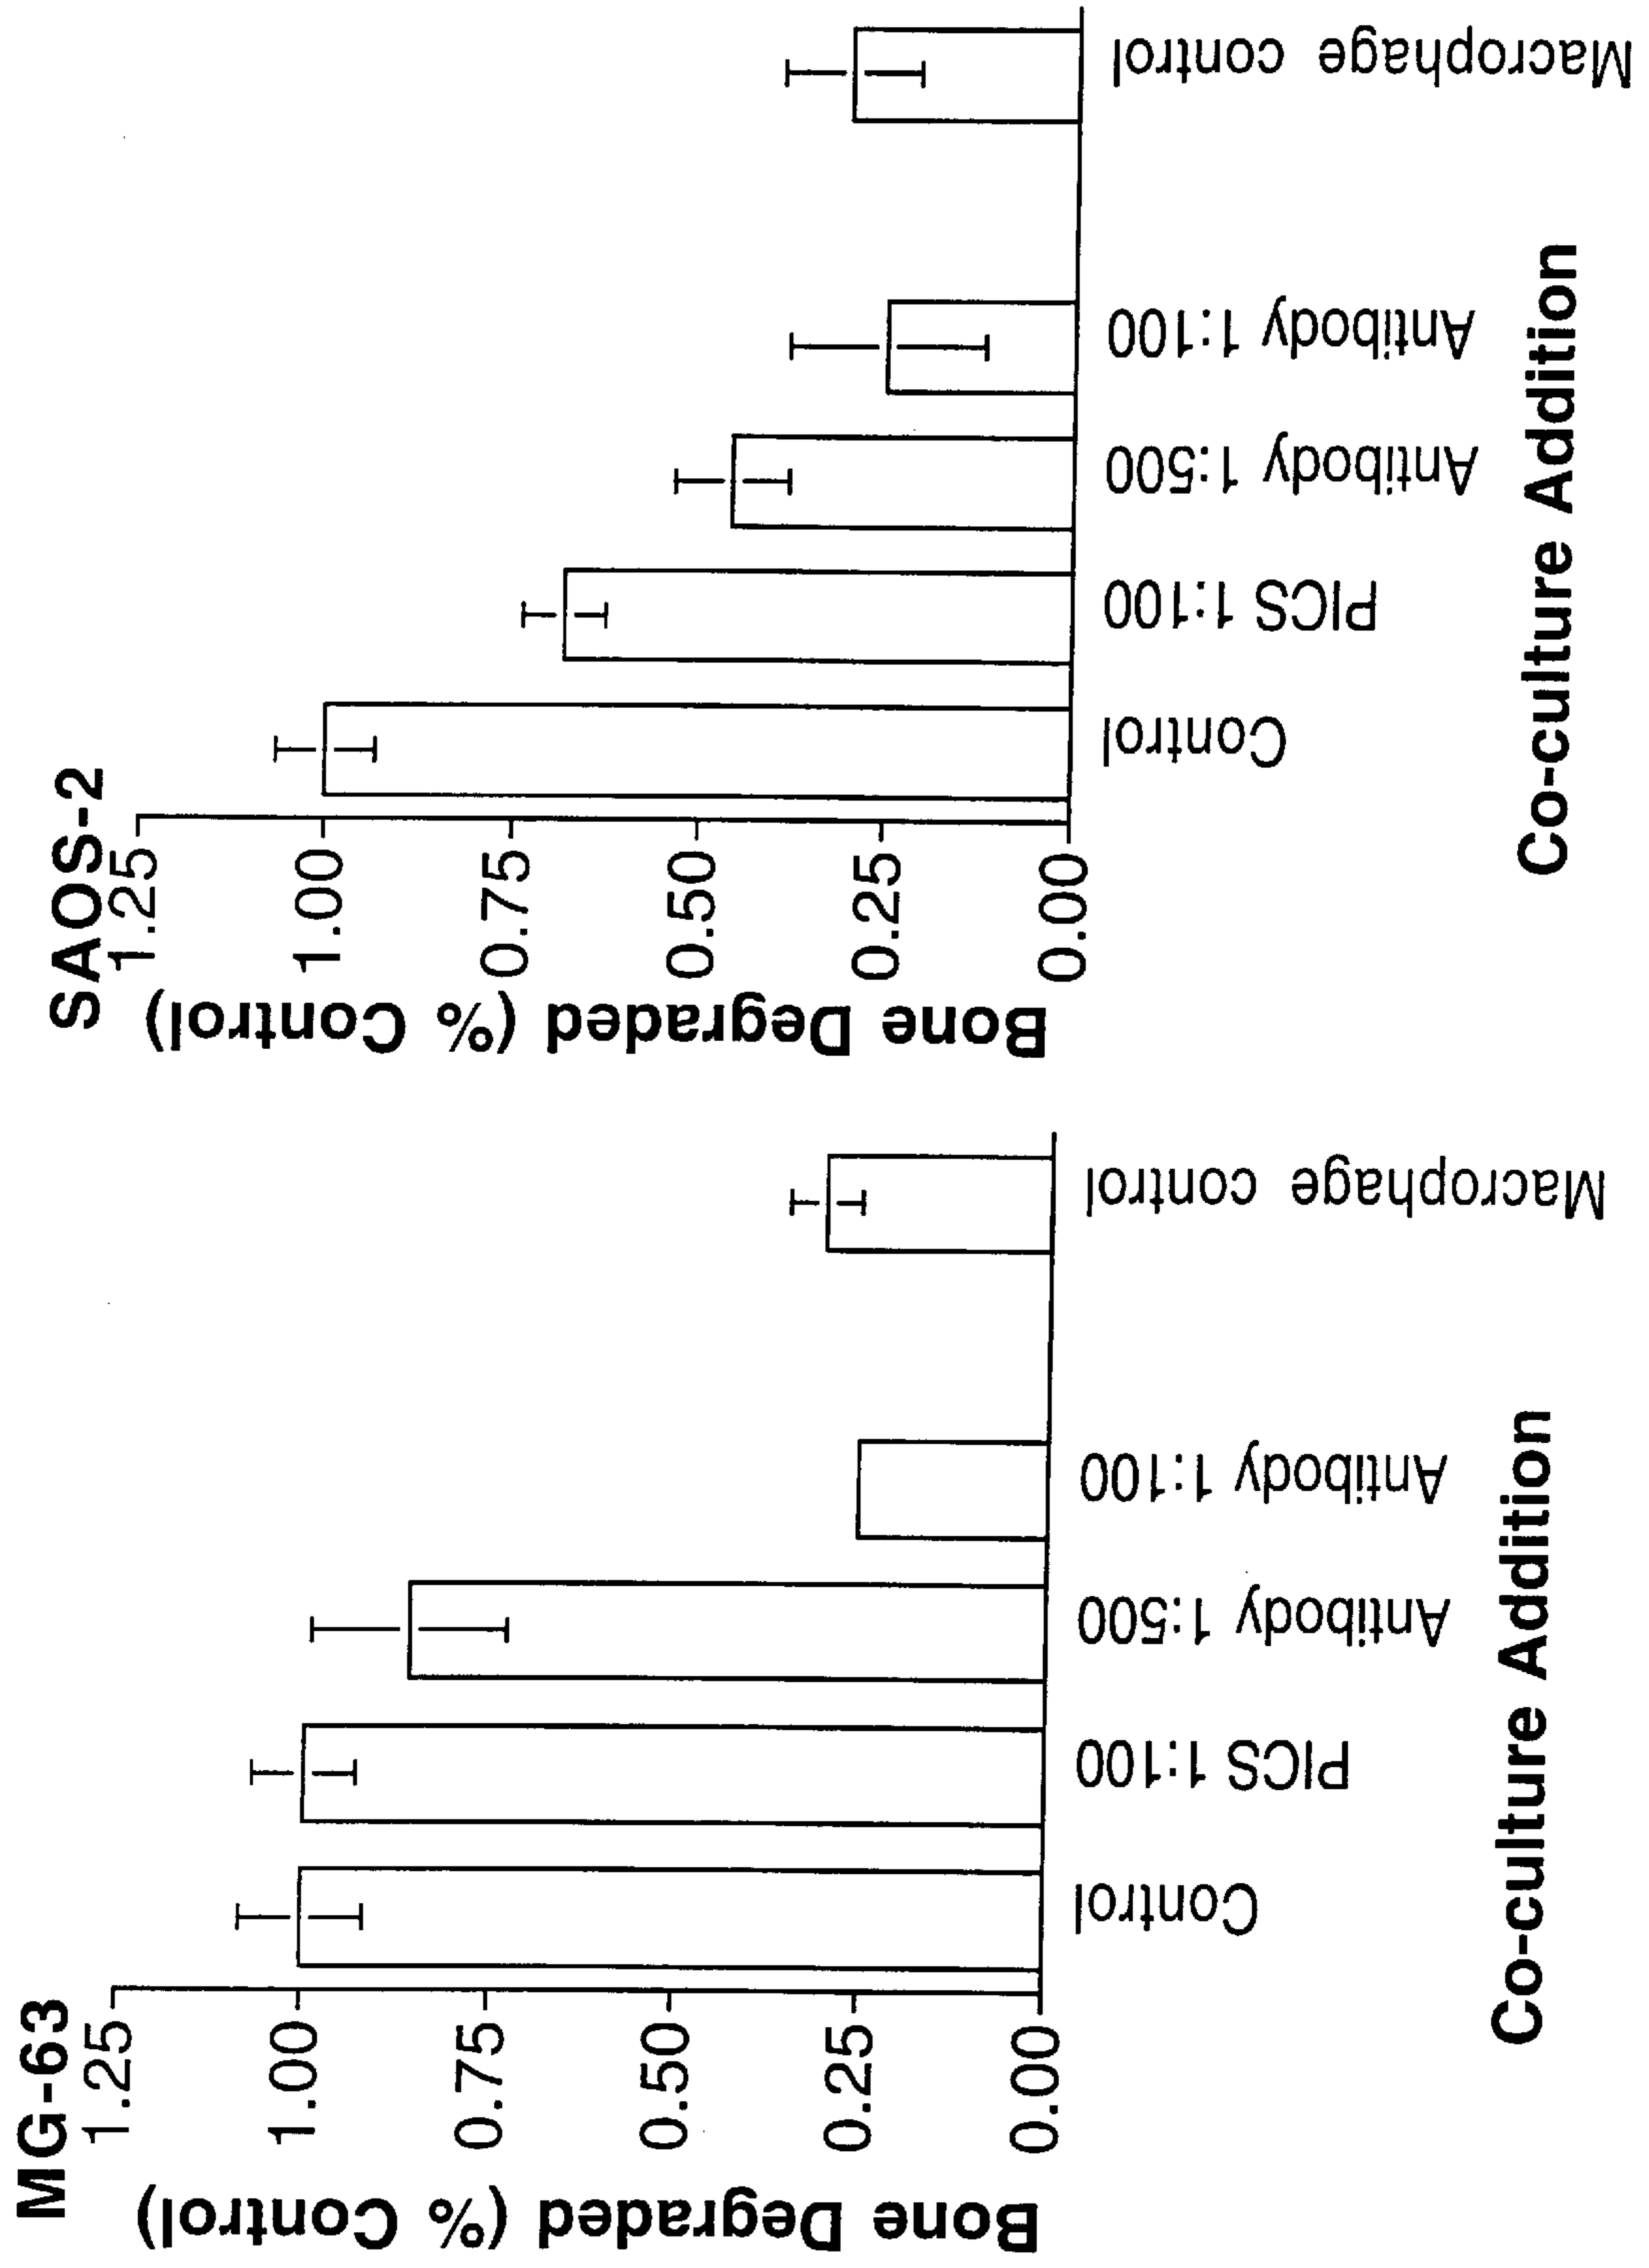 MG-63
Bone Degraded (% Control)
1.25
1.00
0.75
0.50
0.25
0.00
Control
PICS 1:100
Antibody 1:500
Antibody 1:100
Macrophage control
Co-culture Addition
SAOS-2
Bone Degraded (% Control)
1.25
1.00
0.75
0.50
0.25
0.00
Control
PICS 1:100
Antibody 1:500
Antibody 1:100
Macrophage control
Co-culture Addition